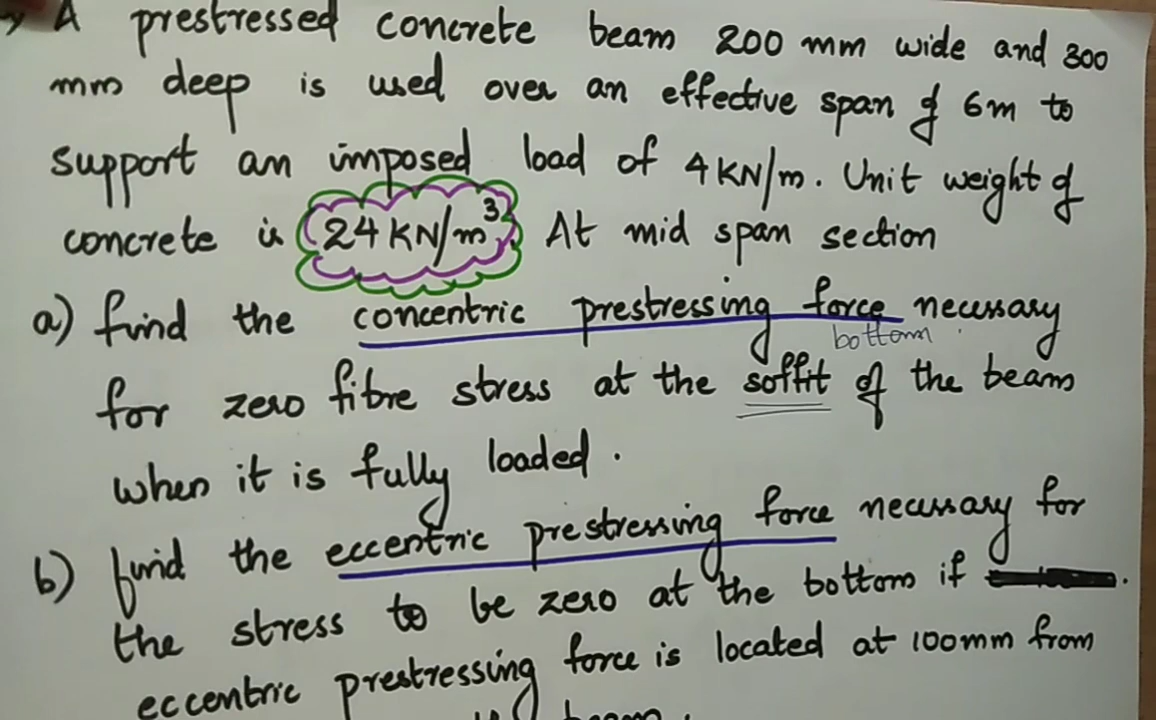 → A prestressed concrete beam 200 mm wide and 300
mm deep is used over an effective span of 6m to
support an imposed load of 4 KN/m. Unit weight of
concrete is 24 KN/m³. At mid span section
a) find the concentric prestressing force necessary
bottom
for zero fibre stress at the soffit of the beam
when it is fully loaded.
b) find the eccentric prestressing force necessary for
the stress to be zero at the bottom if
eccentric prestressing force is located at 100mm from
beam.